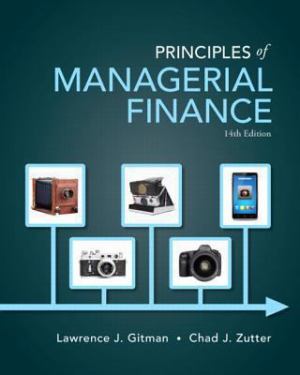 PRINCIPLES of
MANAGERIAL
FINANCE
14th Edition
Lawrence J. Gitman • Chad J. Zutter